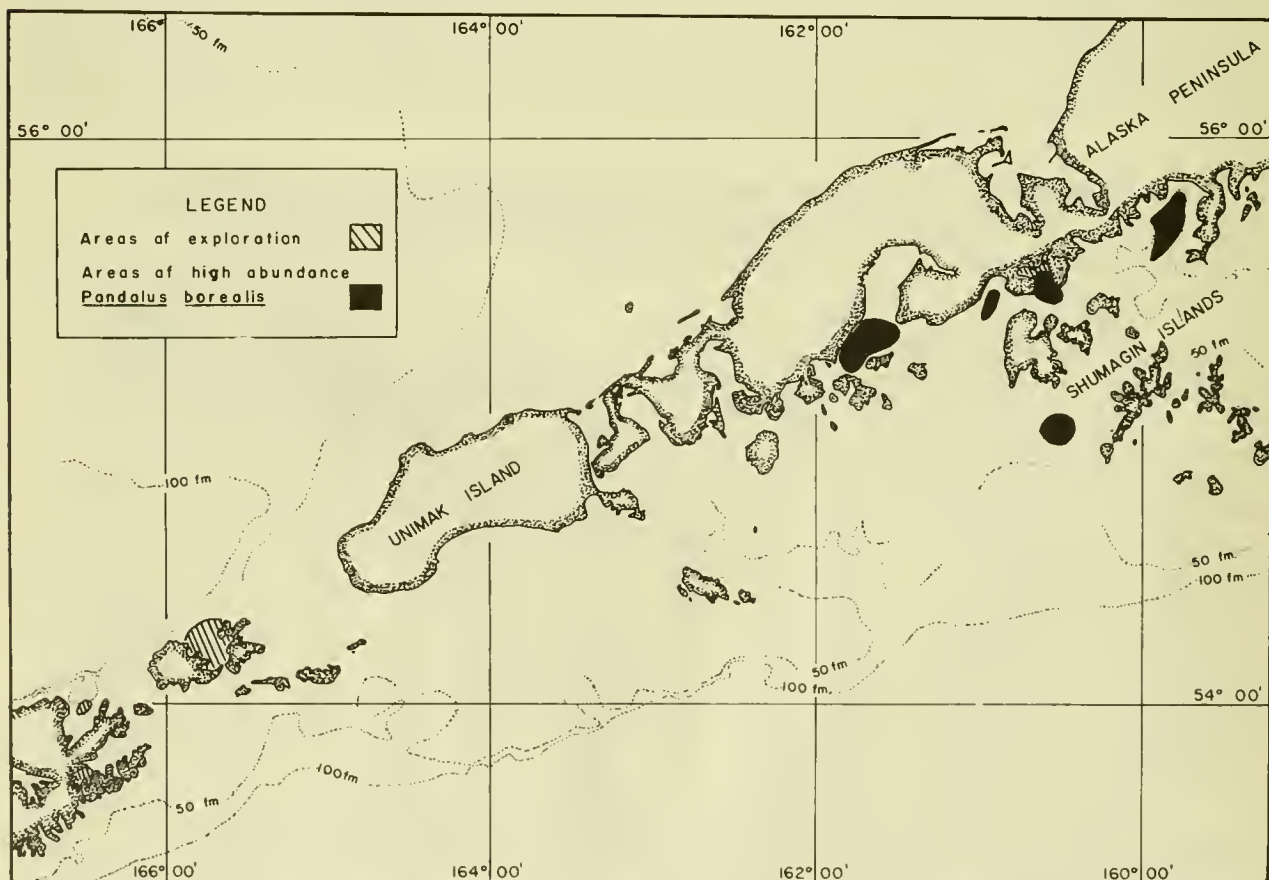 166°
164° 00'
162° 00'
50 fm
56° 00'
56° 00'
ALASKA PENINSULA
LEGEND
Areas of exploration
Areas of high abundance
Pandalus borealis
SHUMAGIN ISLANDS
50 fm
100 fm
UNIMAK ISLAND
50 fm.
100 fm.
50 fm
100 fm.
54° 00'
100 fm
50 fm
166° 00'
164° 00'
162° 00'
160° 00'